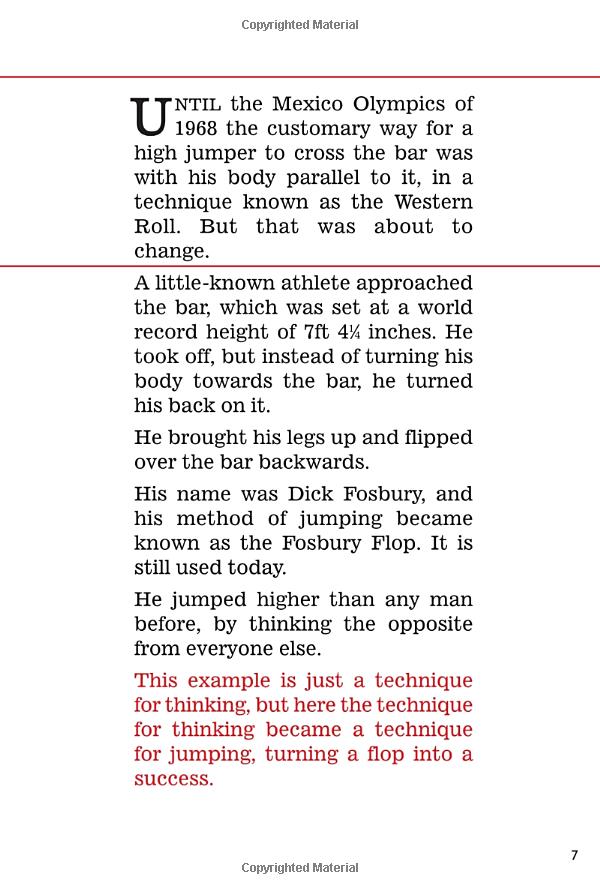 Copyrighted Material
UNTIL the Mexico Olympics of
1968 the customary way for a
high jumper to cross the bar was
with his body parallel to it, in a
technique known as the Western
Roll. But that was about to
change.
A little-known athlete approached
the bar, which was set at a world
record height of 7ft 4¼ inches. He
took off, but instead of turning his
body towards the bar, he turned
his back on it.
He brought his legs up and flipped
over the bar backwards.
His name was Dick Fosbury, and
his method of jumping became
known as the Fosbury Flop. It is
still used today.
He jumped higher than any man
before, by thinking the opposite
from everyone else.
This example is just a technique
for thinking, but here the technique
for thinking became a technique
for jumping, turning a flop into a
success.
7
Copyrighted Material